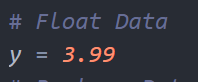 # Float Data
y = 3.99